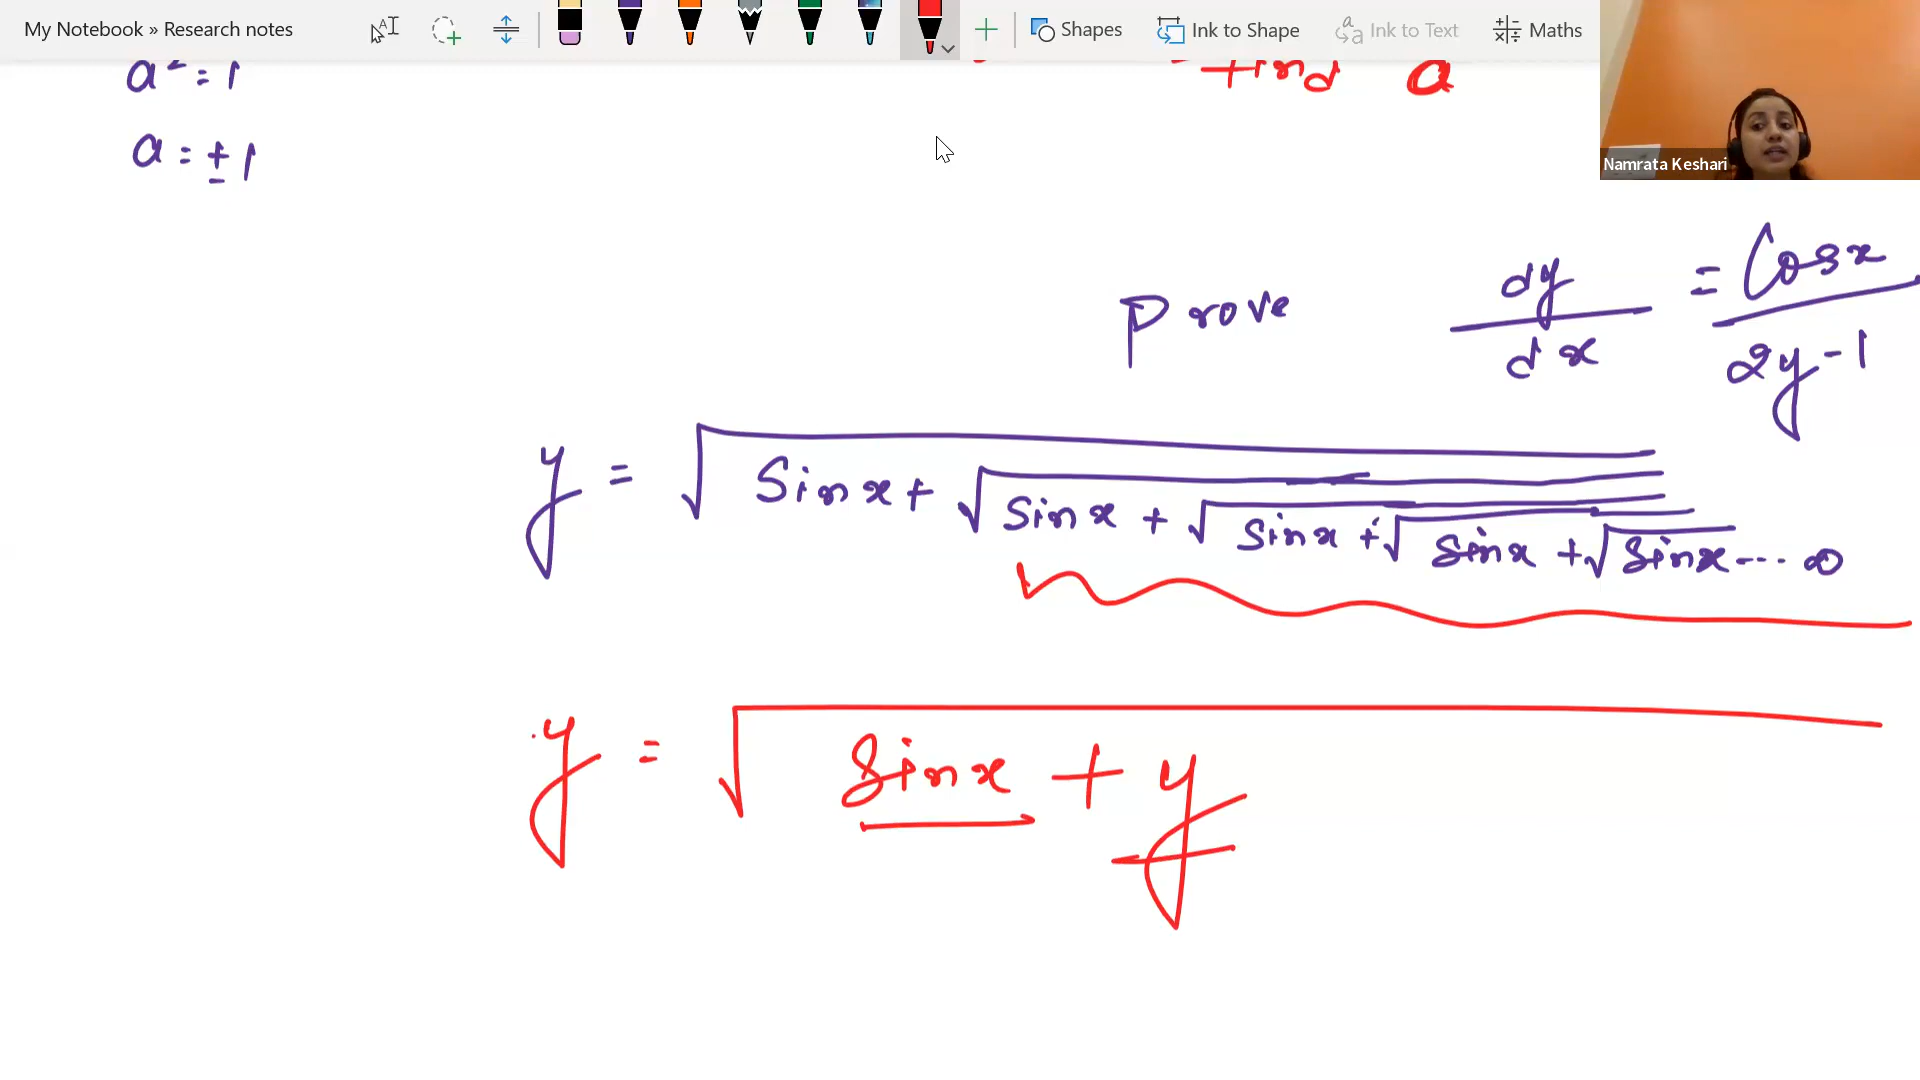 My Notebook » Research notes
Shapes
Ink to Shape
Ink to Text
Maths
a² = 1
find a
a = ± 1
Namrata Keshari
Prove dy/dx = Cosx/2y-1
y = √Sinx + √Sinx + √Sinx + √Sinx + √Sinx --- ∞
y = √Sinx + y